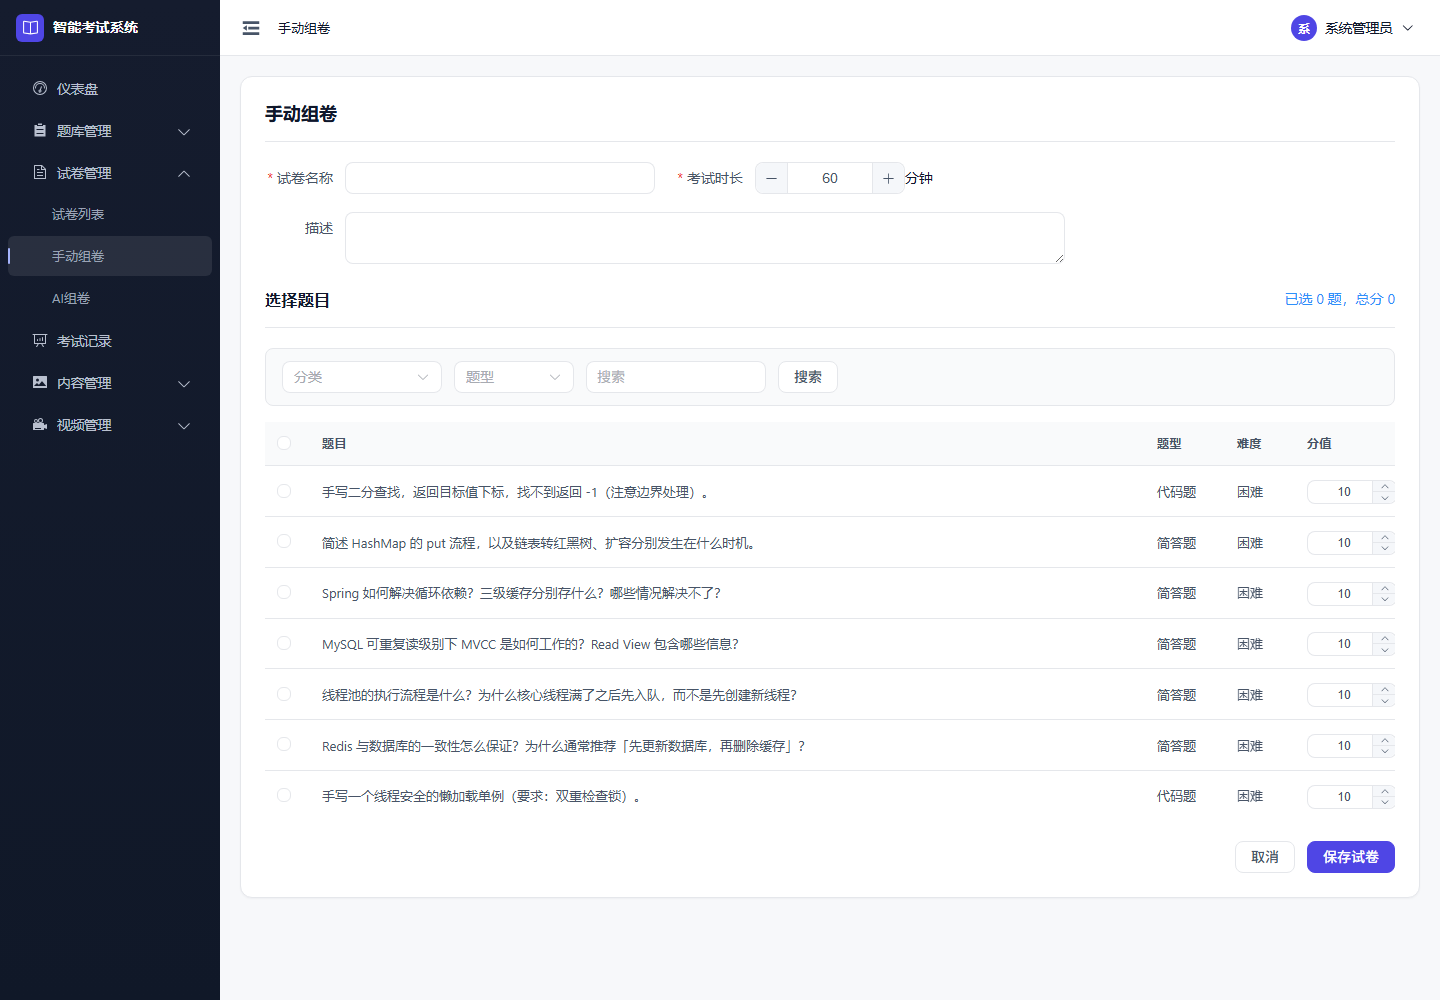 智能考试系统
手动组卷
系 系统管理员
仪表盘
题库管理
试卷管理
试卷列表
手动组卷
AI组卷
考试记录
内容管理
视频管理
手动组卷
* 试卷名称
* 考试时长 60 分钟
描述
选择题目
已选 0 题，总分 0
分类 题型 搜索 搜索
题目 题型 难度 分值
手写二分查找，返回目标值下标，找不到返回 -1（注意边界处理）。 代码题 困难 10
简述 HashMap 的 put 流程，以及链表转红黑树、扩容分别发生在什么时机。 简答题 困难 10
Spring 如何解决循环依赖？三级缓存分别存什么？哪些情况解决不了？ 简答题 困难 10
MySQL 可重复读级别下 MVCC 是如何工作的？Read View 包含哪些信息？ 简答题 困难 10
线程池的执行流程是什么？为什么核心线程满了之后先入队，而不是先创建新线程？ 简答题 困难 10
Redis 与数据库的一致性怎么保证？为什么通常推荐「先更新数据库，再删除缓存」？ 简答题 困难 10
手写一个线程安全的懒加载单例（要求：双重检查锁）。 代码题 困难 10
取消 保存试卷